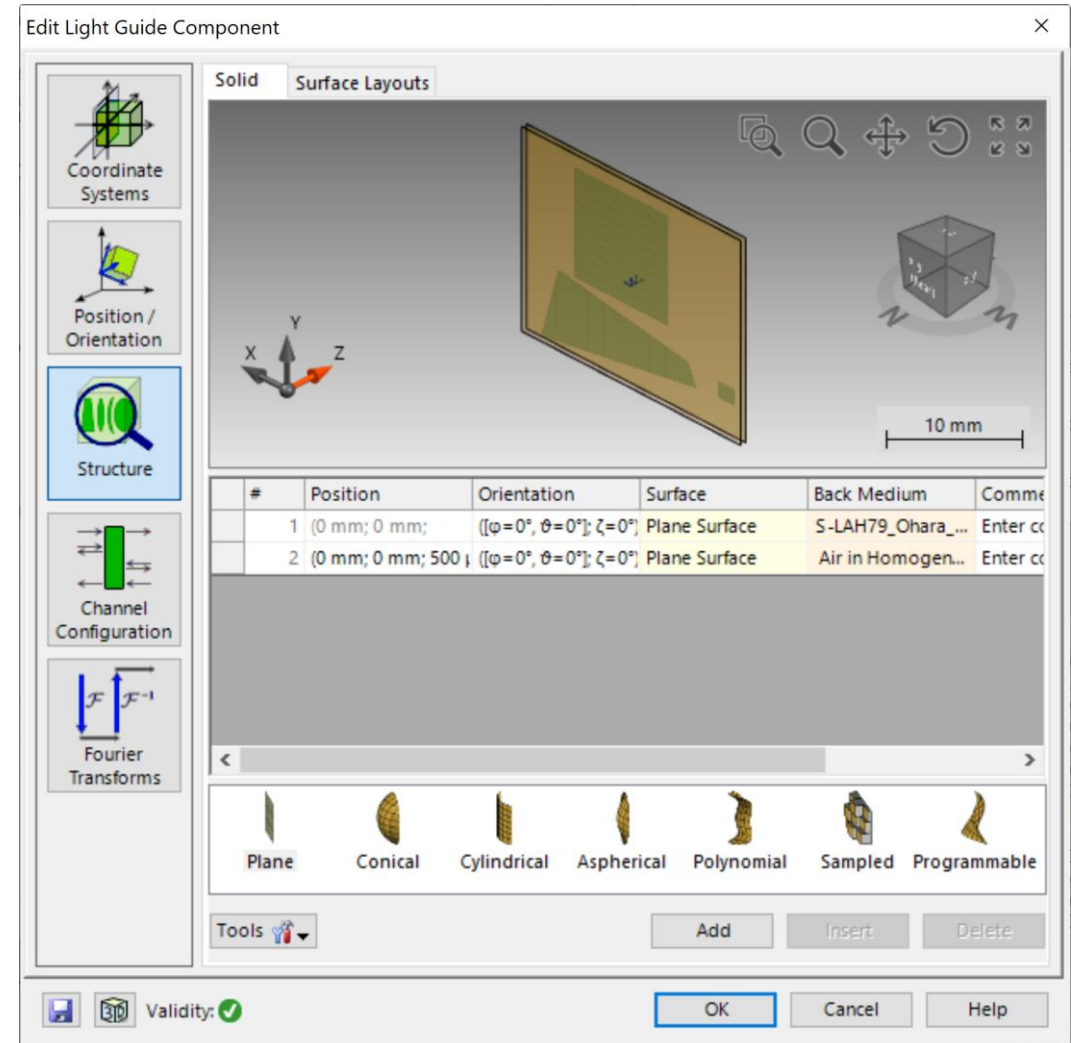 Edit Light Guide Component
Coordinate
Systems
Position /
Orientation
Structure
Channel
Configuration
Fourier
Transforms
Solid
Surface Layouts
X
Y
Z
10 mm
# Position Orientation Surface Back Medium Comme
1 (0 mm; 0 mm; ([φ=0°, ϑ=0°]; ζ=0°) Plane Surface S-LAH79_Ohara_... Enter co
2 (0 mm; 0 mm; 500 μ ([φ=0°, ϑ=0°]; ζ=0°) Plane Surface Air in Homogen... Enter co
Plane Conical Cylindrical Aspherical Polynomial Sampled Programmable
Tools
Add Insert Delete
3D
Validity:
OK Cancel Help